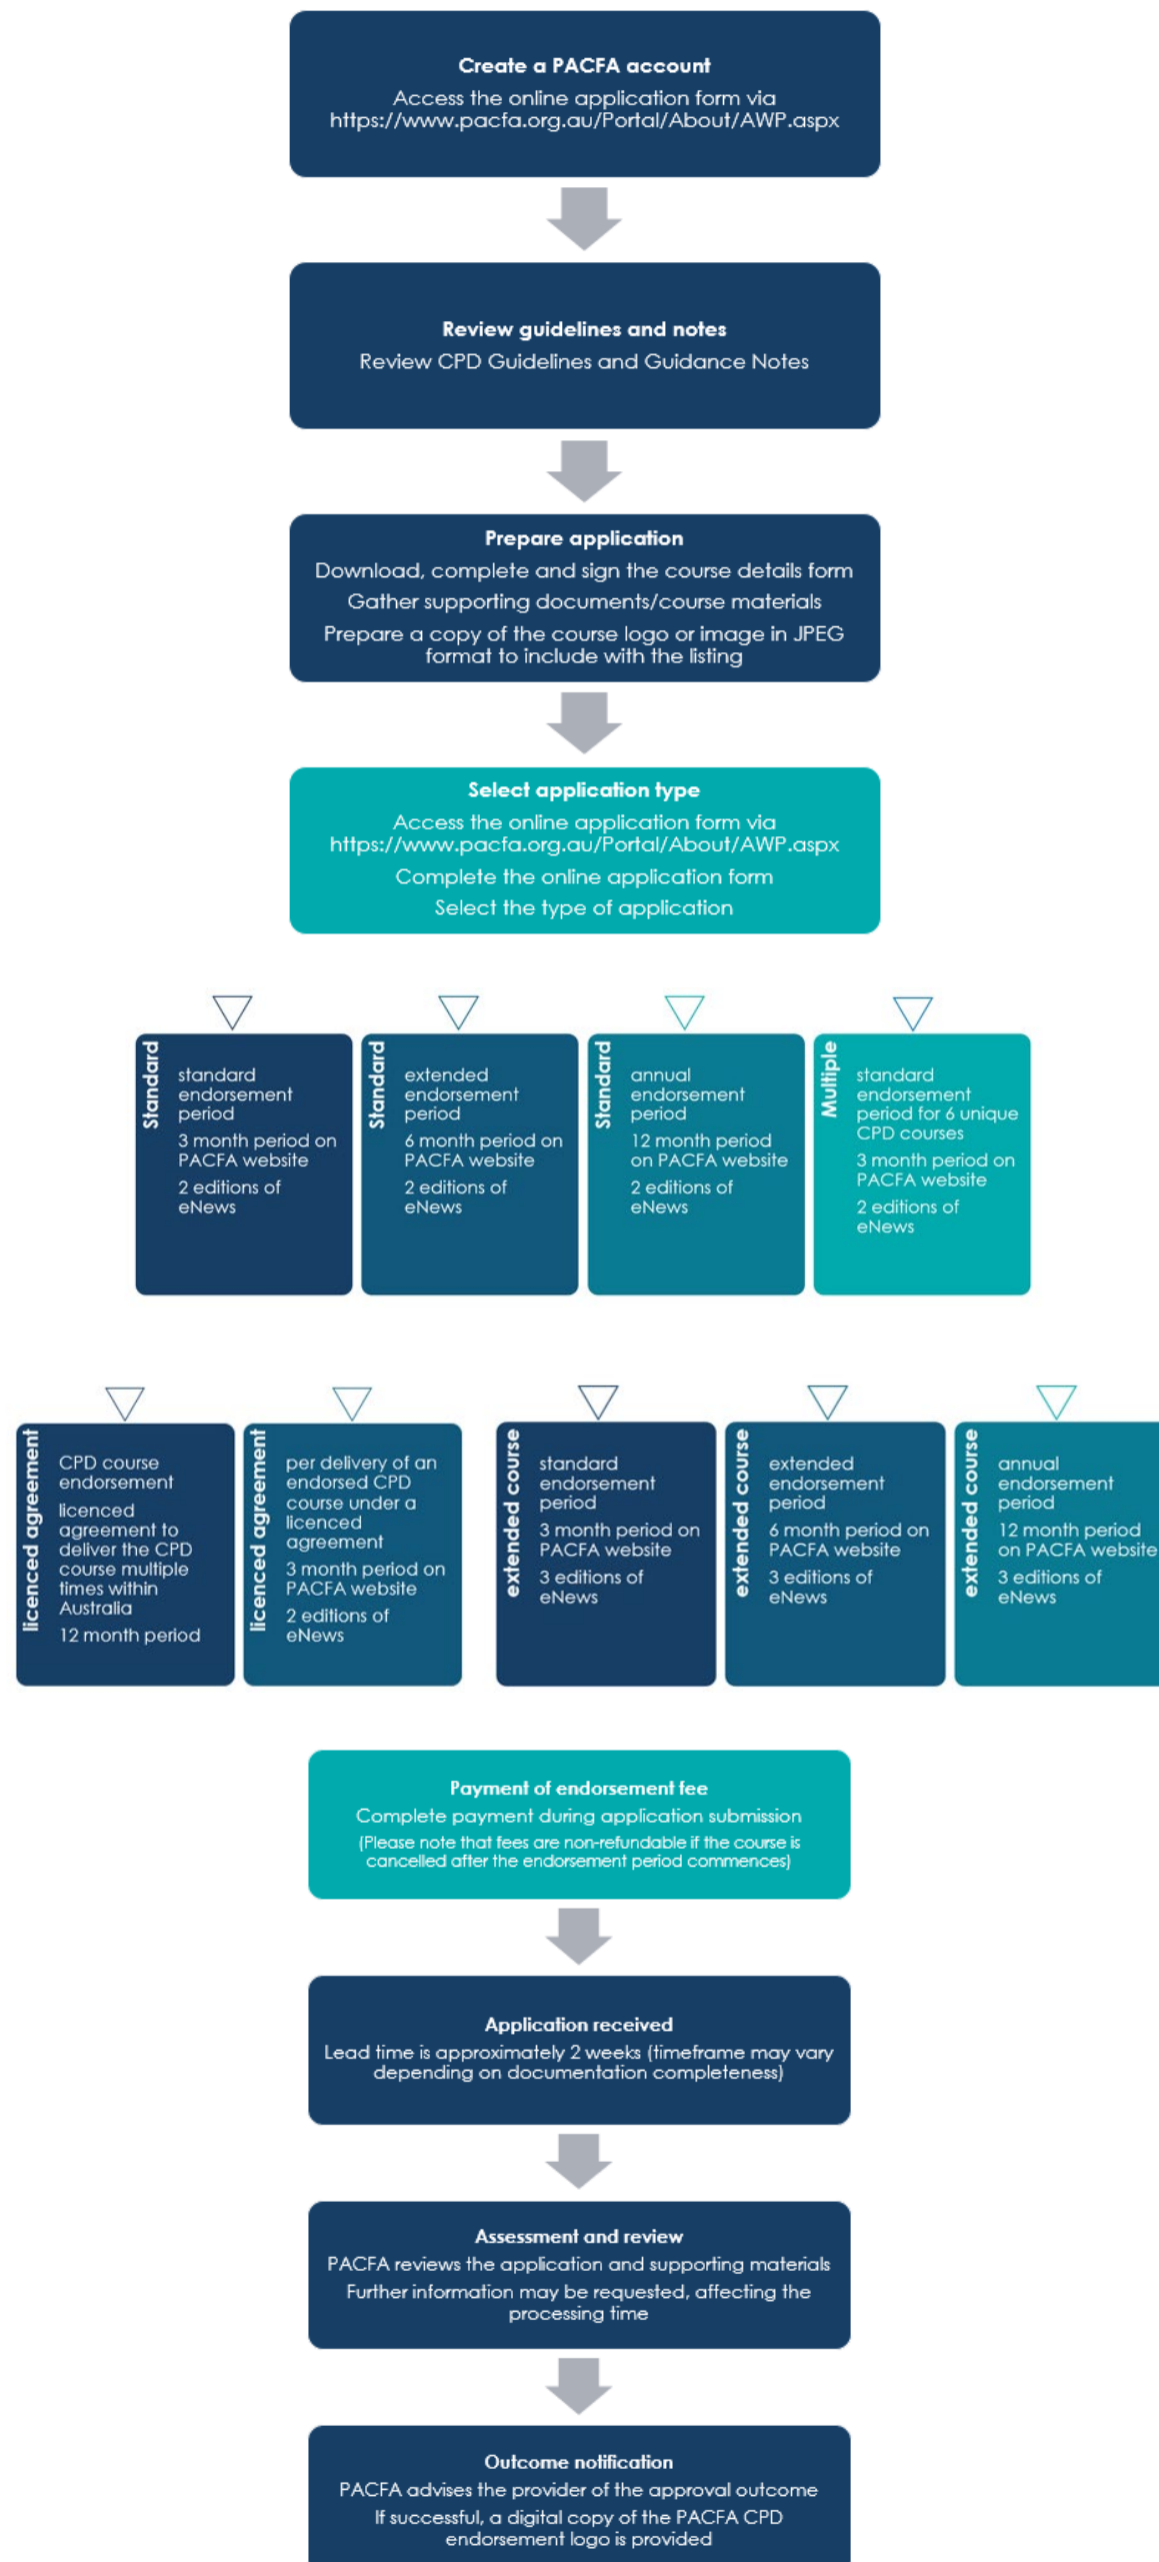 Create a PACFA account
Access the online application form via
https://www.pacfa.org.au/Portal/About/AWP.aspx
Review guidelines and notes
Review CPD Guidelines and Guidance Notes
Prepare application
Download, complete and sign the course details form
Gather supporting documents/course materials
Prepare a copy of the course logo or image in JPEG
format to include with the listing
Select application type
Access the online application form via
https://www.pacfa.org.au/Portal/About/AWP.aspx
Complete the online application form
Select the type of application
Standard
standard
endorsement
period
3 month period on
PACFA website
2 editions of
eNews
Standard
extended
endorsement
period
6 month period on
PACFA website
2 editions of
eNews
Standard
annual
endorsement
period
12 month period
on PACFA website
2 editions of
eNews
Multiple
standard
endorsement
period for 6 unique
CPD courses
3 month period on
PACFA website
2 editions of
eNews
licenced agreement
CPD course
endorsement
licenced
agreement to
deliver the CPD
course multiple
times within
Australia
12 month period
licenced agreement
per delivery of an
endorsed CPD
course under a
licenced
agreement
3 month period on
PACFA website
2 editions of
eNews
extended course
standard
endorsement
period
3 month period on
PACFA website
3 editions of
eNews
extended course
extended
endorsement
period
6 month period on
PACFA website
3 editions of
eNews
extended course
annual
endorsement
period
12 month period
on PACFA website
3 editions of
eNews
Payment of endorsement fee
Complete payment during application submission
(Please note that fees are non-refundable if the course is
cancelled after the endorsement period commences)
Application received
Lead time is approximately 2 weeks (timeframe may vary
depending on documentation completeness)
Assessment and review
PACFA reviews the application and supporting materials
Further information may be requested, affecting the
processing time
Outcome notification
PACFA advises the provider of the approval outcome
If successful, a digital copy of the PACFA CPD
endorsement logo is provided